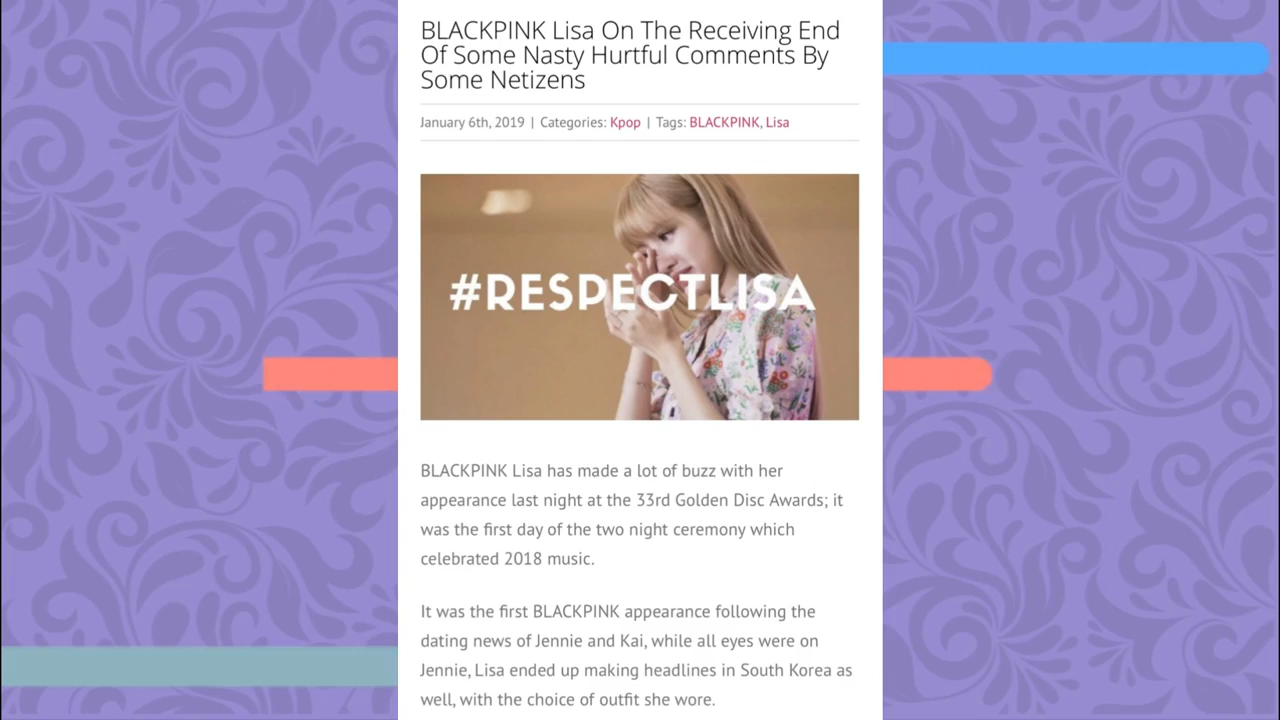 BLACKPINK Lisa On The Receiving End
Of Some Nasty Hurtful Comments By
Some Netizens
January 6th, 2019 | Categories: Kpop | Tags: BLACKPINK, Lisa
#RESPECTLISA
BLACKPINK Lisa has made a lot of buzz with her
appearance last night at the 33rd Golden Disc Awards; it
was the first day of the two night ceremony which
celebrated 2018 music.
It was the first BLACKPINK appearance following the
dating news of Jennie and Kai, while all eyes were on
Jennie, Lisa ended up making headlines in South Korea as
well, with the choice of outfit she wore.